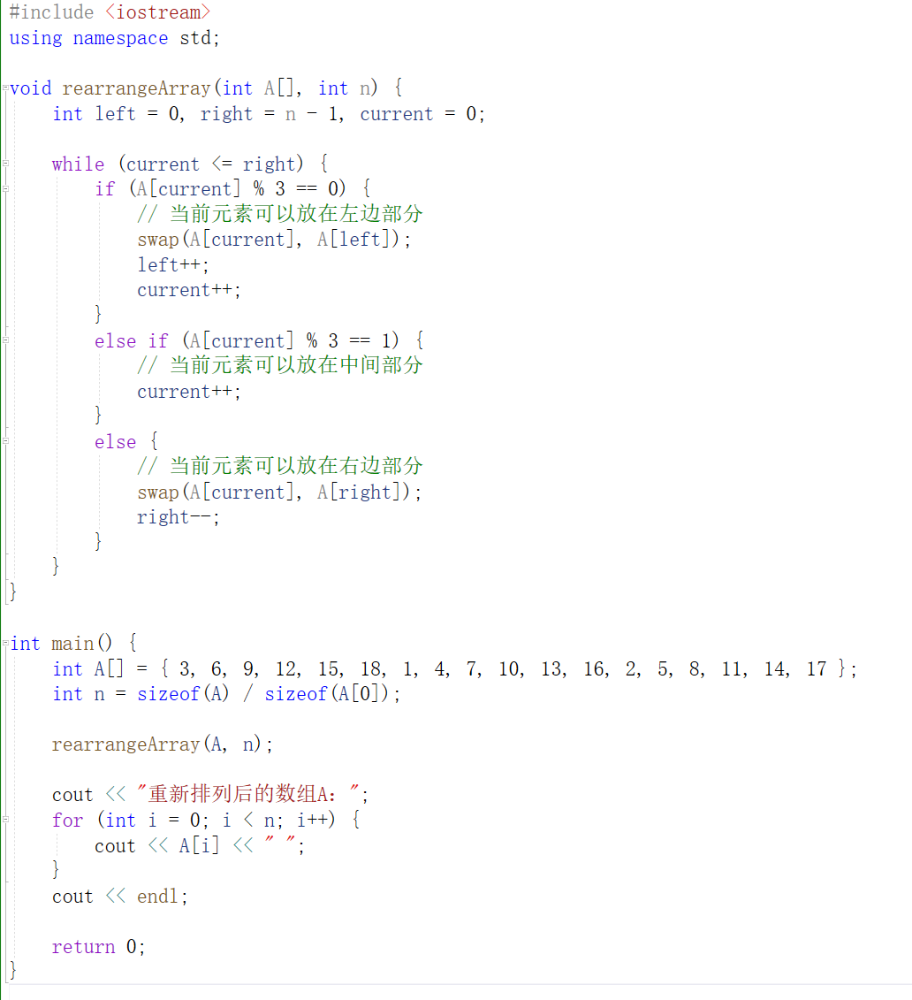 #include <iostream>
using namespace std;
void rearrangeArray(int A[], int n) {
    int left = 0, right = n - 1, current = 0;
    while (current <= right) {
        if (A[current] % 3 == 0) {
            // 当前元素可以放在左边部分
            swap(A[current], A[left]);
            left++;
            current++;
        }
        else if (A[current] % 3 == 1) {
            // 当前元素可以放在中间部分
            current++;
        }
        else {
            // 当前元素可以放在右边部分
            swap(A[current], A[right]);
            right--;
        }
    }
}
int main() {
    int A[] = { 3, 6, 9, 12, 15, 18, 1, 4, 7, 10, 13, 16, 2, 5, 8, 11, 14, 17 };
    int n = sizeof(A) / sizeof(A[0]);
    rearrangeArray(A, n);
    cout << "重新排列后的数组A：";
    for (int i = 0; i < n; i++) {
        cout << A[i] << " ";
    }
    cout << endl;
    return 0;
}